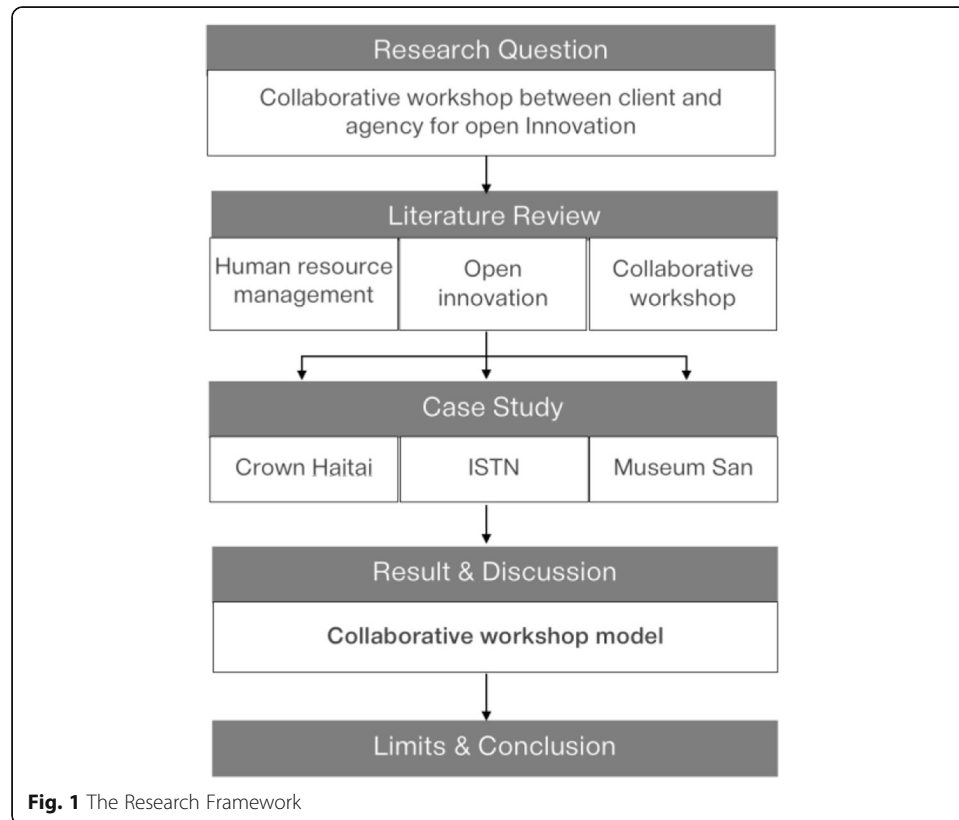 Research Question
Collaborative workshop between client and
agency for open Innovation
Literature Review
Human resource
management
Open
innovation
Collaborative
workshop
Case Study
Crown Haitai
ISTN
Museum San
Result & Discussion
Collaborative workshop model
Limits & Conclusion
Fig. 1 The Research Framework